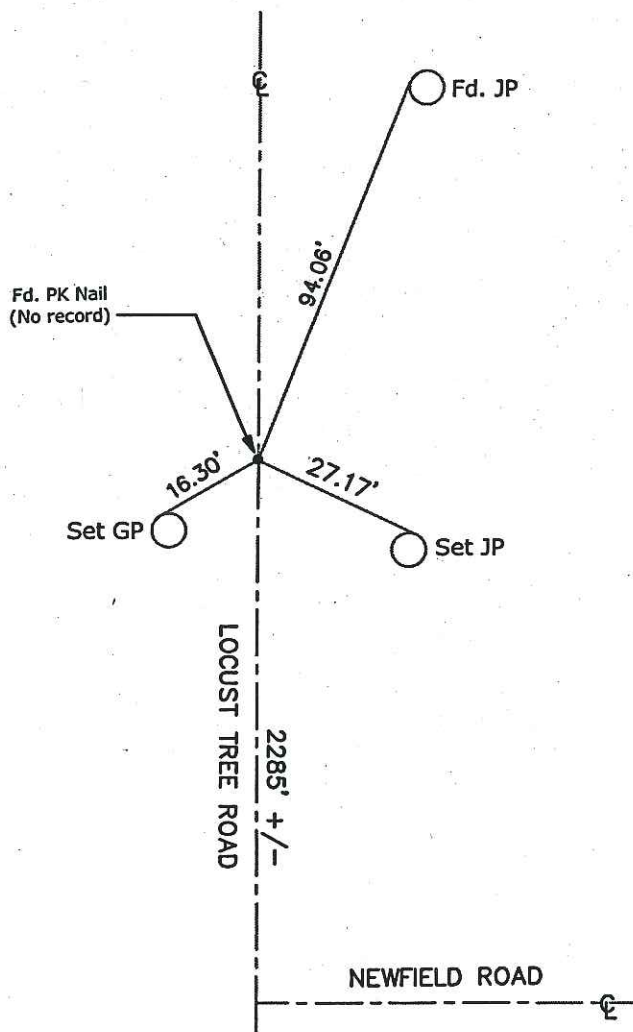 ℄
Fd. JP
94.06'
Fd. PK Nail
(No record)
16.30'
27.17'
Set GP
Set JP
LOCUST TREE ROAD
2285' +/-
NEWFIELD ROAD
℄